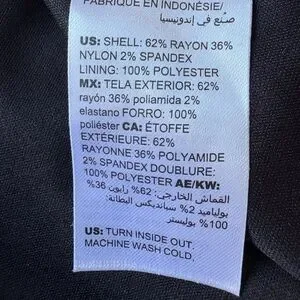 FABRIQUÉ EN INDONÉSIE/
صنع في إندونيسيا
US: SHELL: 62% RAYON 36%
NYLON 2% SPANDEX
LINING: 100% POLYESTER
MX: TELA EXTERIOR: 62%
rayón 36% poliamida 2%
elastano FORRO: 100%
poliéster CA: ÉTOFFE
EXTÉRIEURE: 62%
RAYONNE 36% POLYAMIDE
2% SPANDEX DOUBLURE:
100% POLYESTER AE/KW:
القماش الخارجي: 62% رايون، 36%
بولياميد 2% سباندكس البطانة:
100% بوليستر
US: TURN INSIDE OUT.
MACHINE WASH COLD,